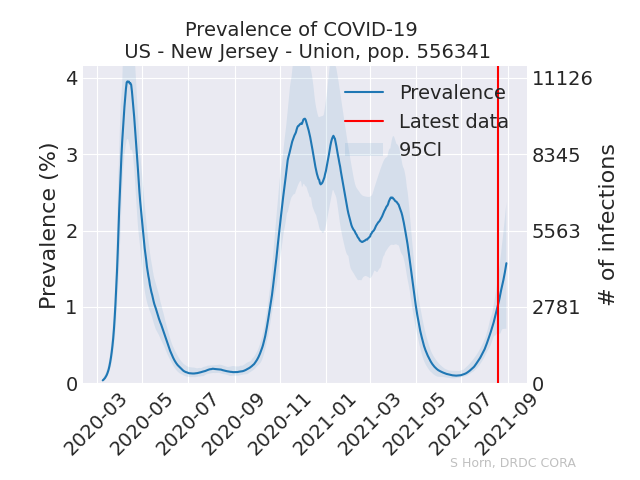 Prevalence of COVID-19
US - New Jersey - Union, pop. 556341
Prevalence (%)
4
3
2
1
0
11126
8345
5563
2781
0
# of infections
Prevalence
Latest data
95CI
2020-03
2020-05
2020-07
2020-09
2020-11
2021-01
2021-03
2021-05
2021-07
2021-09
S Horn, DRDC CORA